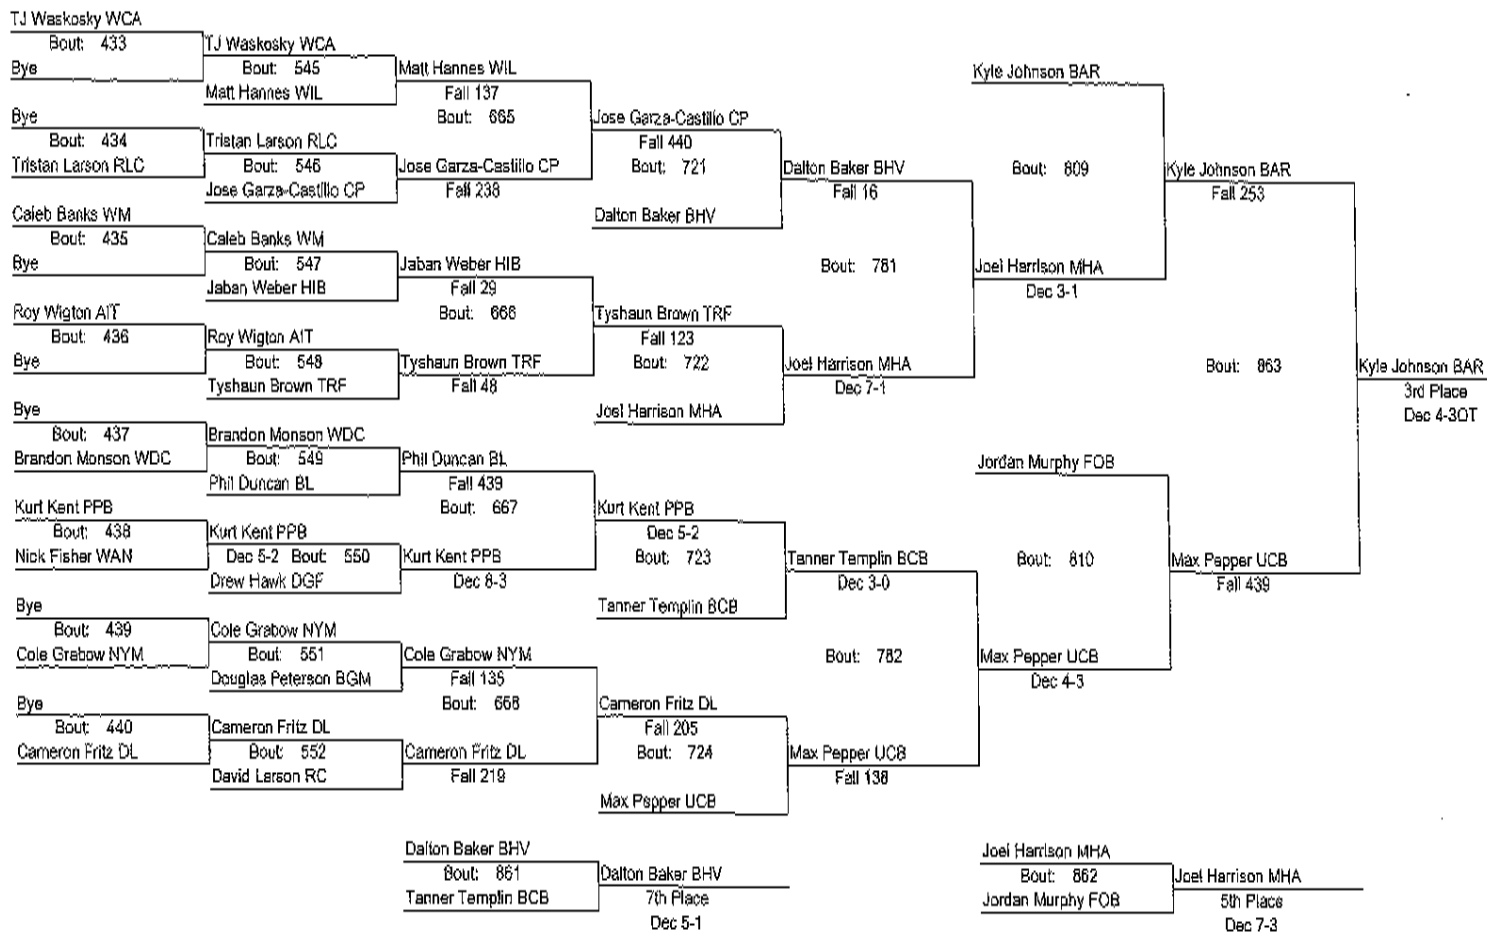 TJ Waskosky WCA
Bout: 433
Bye
TJ Waskosky WCA
Bout: 545
Matt Hannes WIL
Matt Hannes WIL
Fall 137
Bout: 665
Bye
Bout: 434
Tristan Larson RLC
Tristan Larson RLC
Bout: 546
Jose Garza-Castillo CP
Jose Garza-Castillo CP
Fall 238
Jose Garza-Castillo CP
Fall 440
Bout: 721
Dalton Baker BHV
Dalton Baker BHV
Fall 16
Bout: 781
Caleb Banks WM
Bout: 435
Bye
Caleb Banks WM
Bout: 547
Jaban Weber HIB
Jaban Weber HIB
Fall 29
Bout: 666
Roy Wigton AIT
Bout: 436
Bye
Roy Wigton AIT
Bout: 548
Tyshaun Brown TRF
Tyshaun Brown TRF
Fall 48
Tyshaun Brown TRF
Fall 123
Bout: 722
Joel Harrison MHA
Joel Harrison MHA
Dec 7-1
Kyle Johnson BAR
Bout: 809
Joel Harrison MHA
Dec 3-1
Kyle Johnson BAR
Fall 253
Bout: 863
Kyle Johnson BAR
3rd Place
Dec 4-3OT
Bye
Bout: 437
Brandon Monson WDC
Brandon Monson WDC
Bout: 549
Phil Duncan BL
Phil Duncan BL
Fall 439
Bout: 667
Kurt Kent PPB
Bout: 438
Nick Fisher WAN
Kurt Kent PPB
Dec 5-2 Bout: 550
Drew Hawk DGF
Kurt Kent PPB
Dec 8-3
Kurt Kent PPB
Dec 5-2
Bout: 723
Tanner Templin BCB
Tanner Templin BCB
Dec 3-0
Bout: 782
Bye
Bout: 439
Cole Grabow NYM
Cole Grabow NYM
Bout: 551
Douglas Peterson BGM
Cole Grabow NYM
Fall 135
Bout: 668
Bye
Bout: 440
Cameron Fritz DL
Cameron Fritz DL
Bout: 552
David Larson RC
Cameron Fritz DL
Fall 219
Cameron Fritz DL
Fall 205
Bout: 724
Max Pepper UCB
Max Pepper UCB
Fall 138
Jordan Murphy FOB
Bout: 810
Max Pepper UCB
Dec 4-3
Max Pepper UCB
Fall 439
Dalton Baker BHV
Bout: 861
Tanner Templin BCB
Dalton Baker BHV
7th Place
Dec 5-1
Joel Harrison MHA
Bout: 862
Jordan Murphy FOB
Joel Harrison MHA
5th Place
Dec 7-3